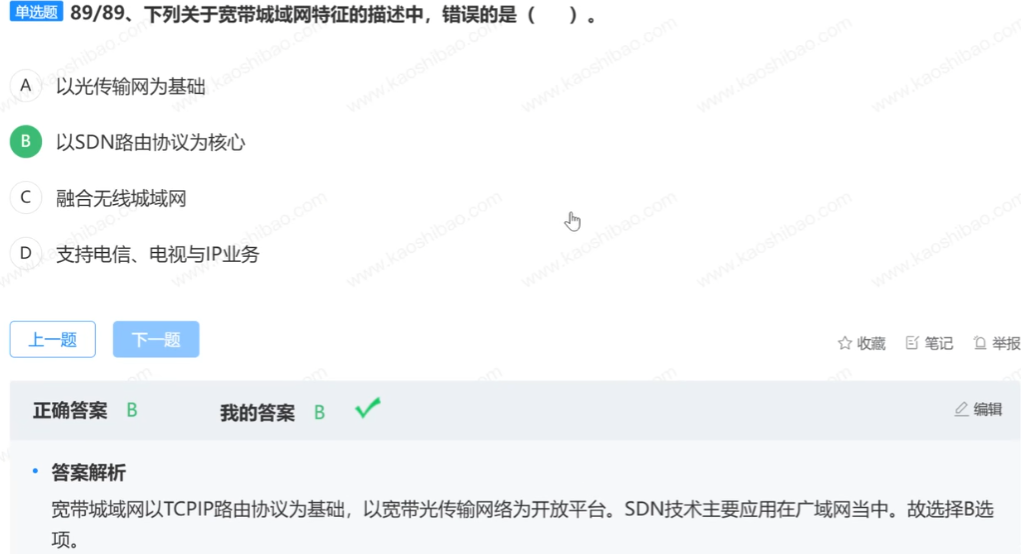 单选题 89/89、下列关于宽带城域网特征的描述中，错误的是（ ）。
A 以光传输网为基础
B 以SDN路由协议为核心
C 融合无线城域网
D 支持电信、电视与IP业务
上一题 下一题 收藏 笔记 举报
正确答案 B 我的答案 B 编辑
答案解析
宽带城域网以TCPIP路由协议为基础，以宽带光传输网络为开放平台。SDN技术主要应用在广域网当中。故选择B选
项。
www.kaoshibao.com